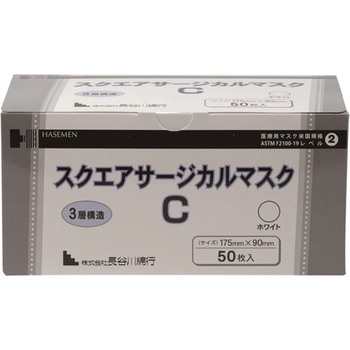 HASEMEN
医療用マスク米国規格
ASTM F2100-19 レベル 2
スクエアサージカルマスク
C
3層構造
ホワイト
〈サイズ〉175mm×90mm
50枚入
株式会社長谷川綿行